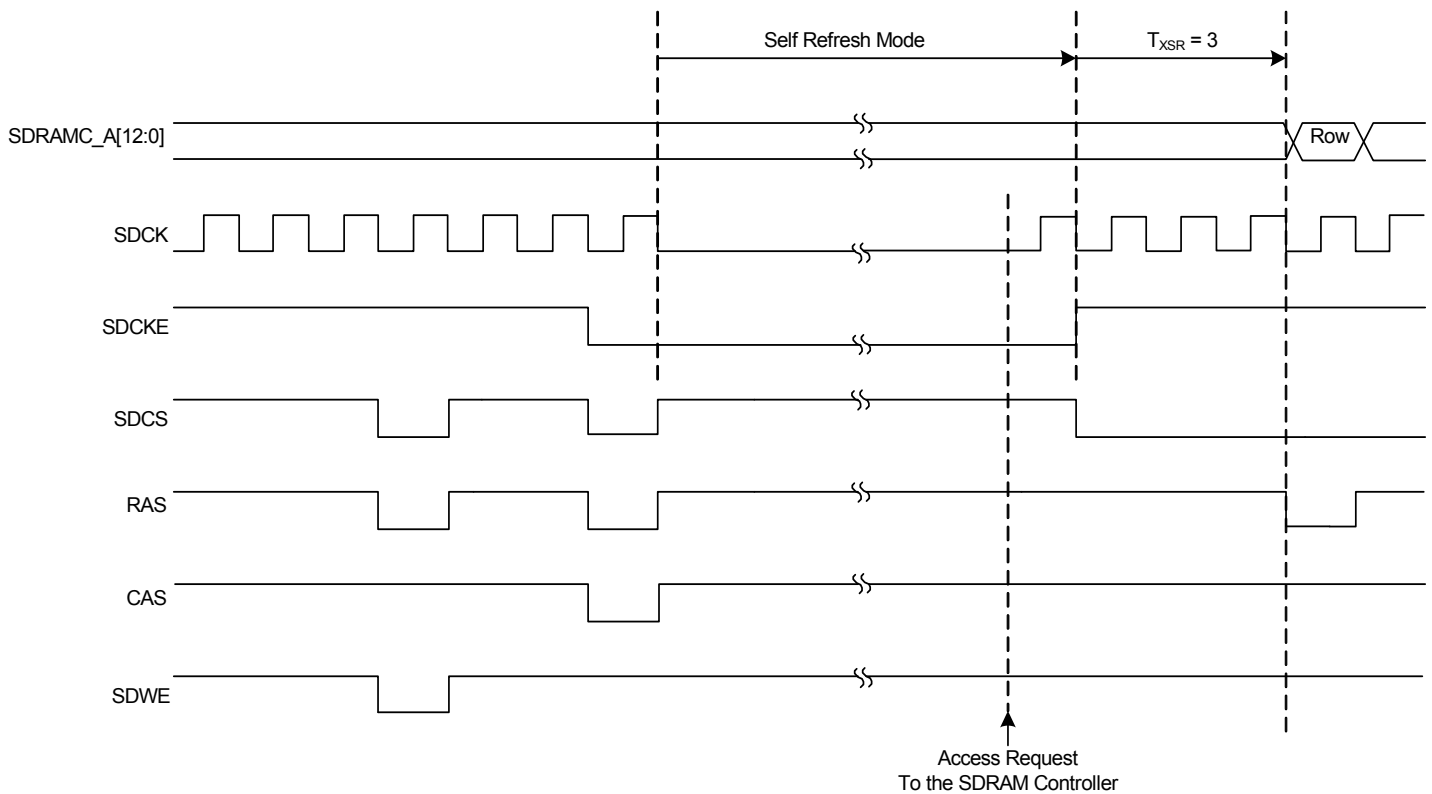 Self Refresh Mode
TXSR = 3
SDRAMC_A[12:0]
Row
SDCK
SDCKE
SDCS
RAS
CAS
SDWE
Access Request
To the SDRAM Controller